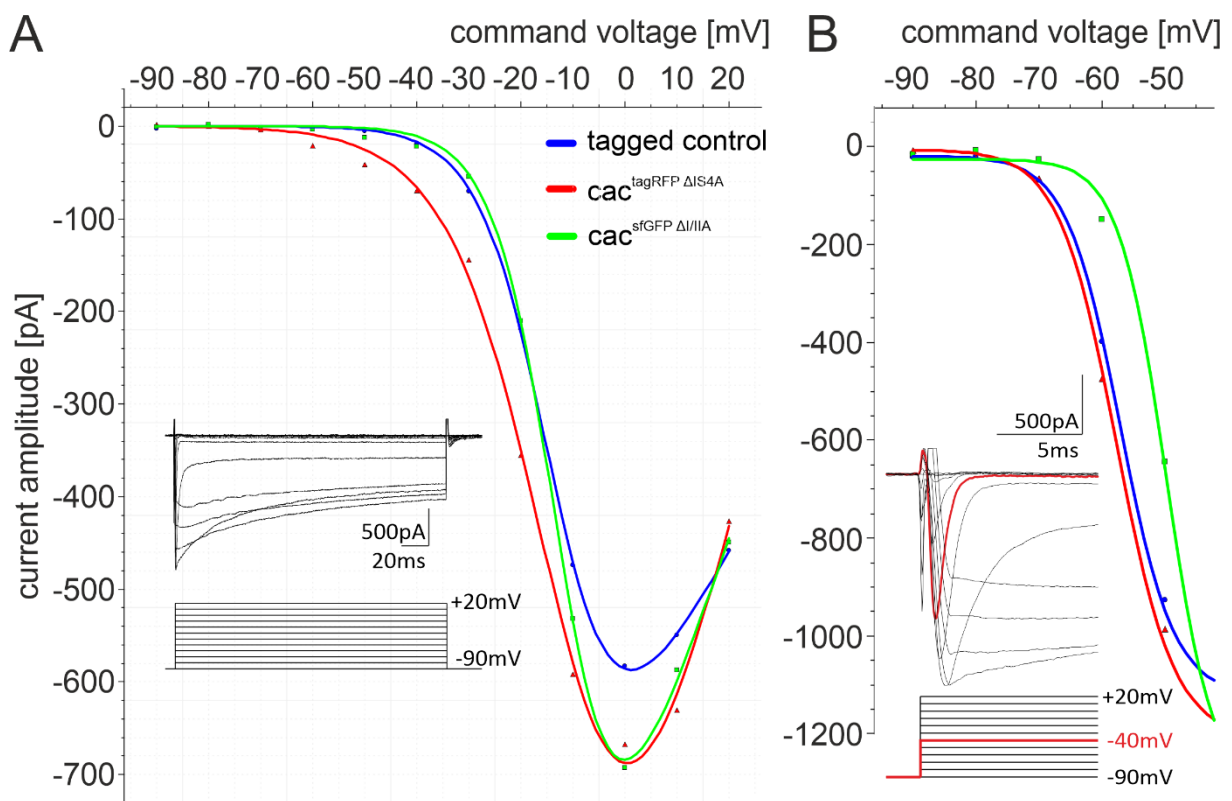 A
command voltage [mV]
-90 -80 -70 -60 -50 -40 -30 -20 -10 0 10 20
current amplitude [pA]
0
-100
-200
-300
-400
-500
-600
-700
tagged control
cac tagRFP ΔIS4A
cac sfGFP ΔI/IIA
500pA
20ms
+20mV
-90mV
B
command voltage [mV]
-90 -80 -70 -60 -50
0
-200
-400
-600
-800
-1000
-1200
500pA
5ms
+20mV
-40mV
-90mV